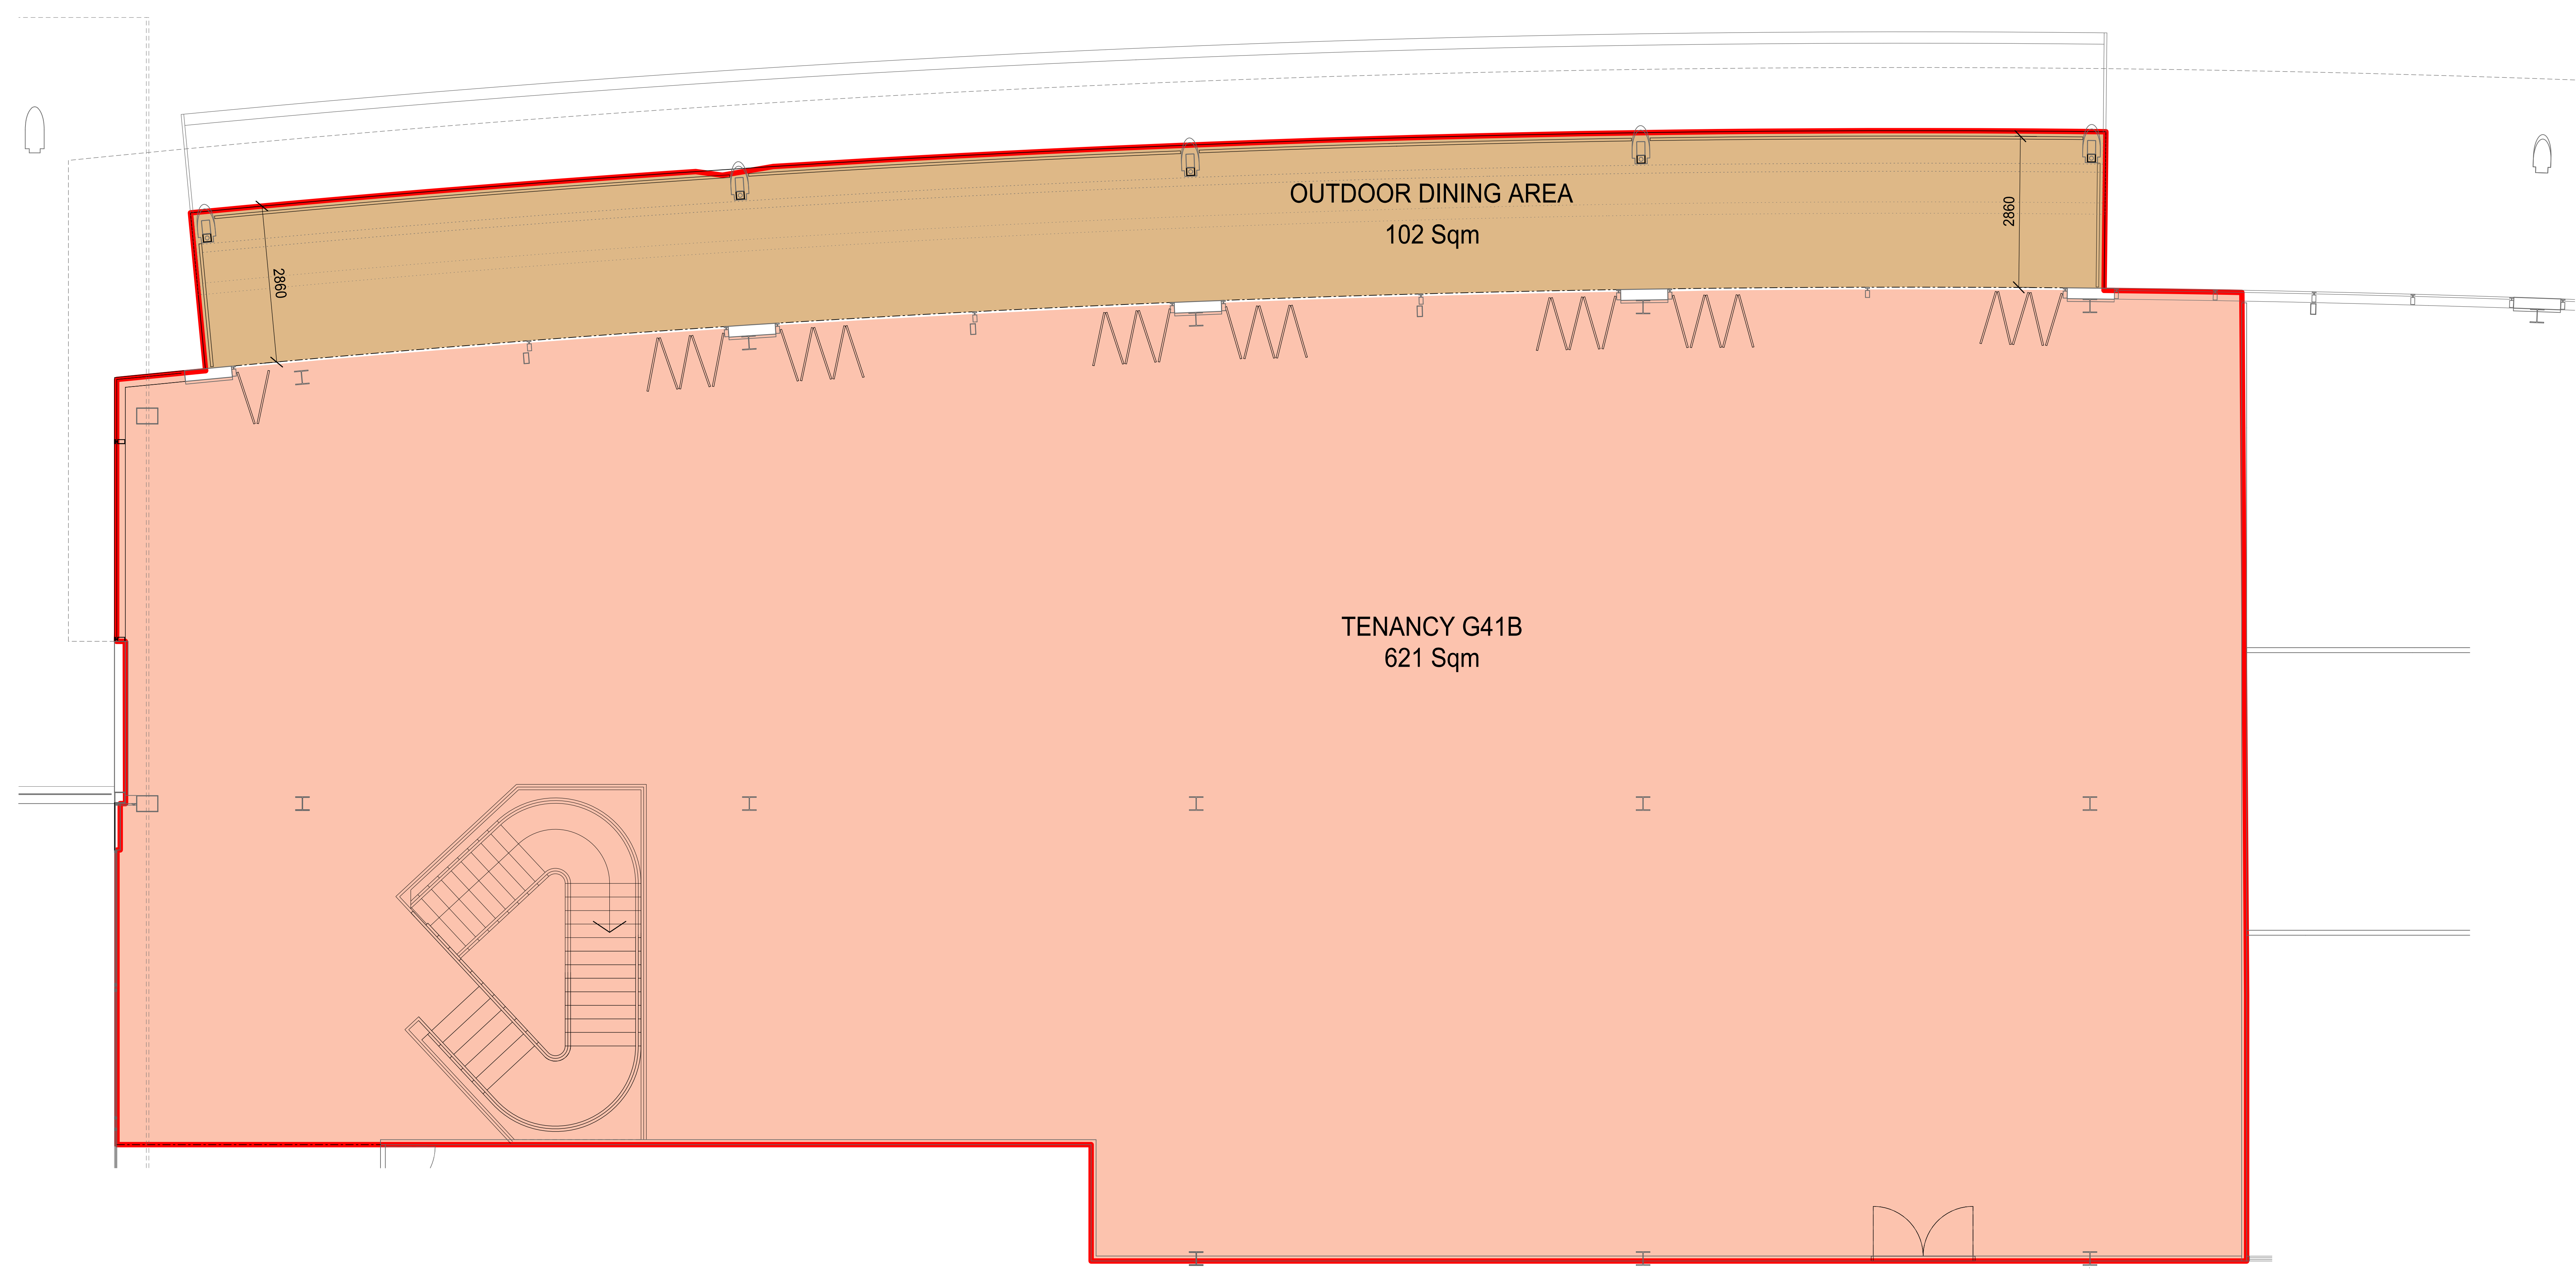 OUTDOOR DINING AREA
102 Sqm
2860
2860
TENANCY G41B
621 Sqm